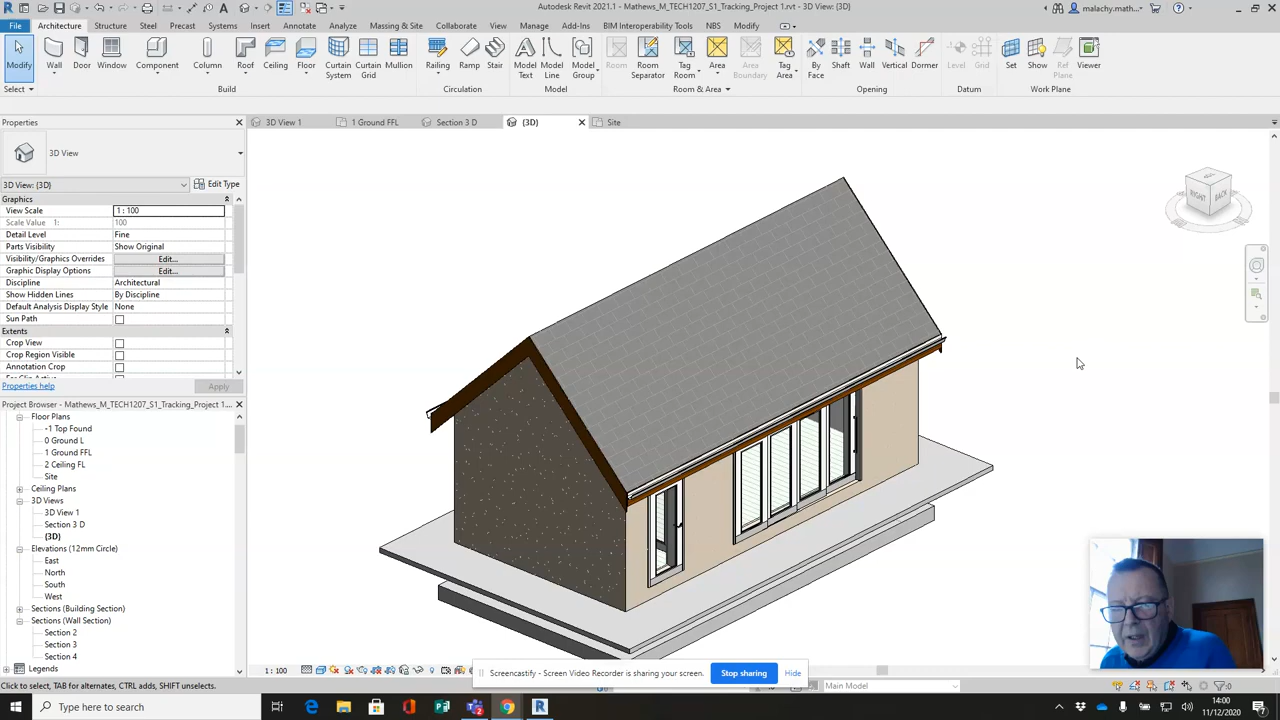 Autodesk Revit 2021.1 - Mathews_M_TECH1207_S1_Tracking_Project 1.rvt - 3D View: {3D}
malachy.math...
File Architecture Structure Steel Precast Systems Insert Annotate Analyze Massing & Site Collaborate View Manage Add-Ins BIM Interoperability Tools NBS Modify
Modify Wall Door Window Component Column Roof Ceiling Floor Curtain System Curtain Grid Mullion Railing Ramp Stair Model Text Model Line Model Group Room Room Separator Tag Room Area Area Boundary Tag Area By Face Shaft Wall Vertical Dormer Level Grid Set Show Ref Plane Viewer
Select Build Circulation Model Room & Area Opening Datum Work Plane
Properties
3D View 1 1 Ground FFL Section 3 D {3D} Site
3D View
3D View: {3D} Edit Type
Graphics
View Scale 1 : 100
Scale Value 1: 100
Detail Level Fine
Parts Visibility Show Original
Visibility/Graphics Overrides Edit...
Graphic Display Options Edit...
Discipline Architectural
Show Hidden Lines By Discipline
Default Analysis Display Style None
Sun Path
Extents
Crop View
Crop Region Visible
Annotation Crop
Properties help Apply
Project Browser - Mathews_M_TECH1207_S1_Tracking_Project 1....
Floor Plans
-1 Top Found
0 Ground L
1 Ground FFL
2 Ceiling FL
Site
Ceiling Plans
3D Views
3D View 1
Section 3 D
{3D}
Elevations (12mm Circle)
East
North
South
West
Sections (Building Section)
Sections (Wall Section)
Section 2
Section 3
Section 4
Legends
RIGHT BACK
1 : 100
Screencastify - Screen Video Recorder is sharing your screen. Stop sharing Hide
Click to select, TAB for alternates, CTRL adds, SHIFT unselects.
Main Model
:0
Type here to search
14:00
11/12/2020